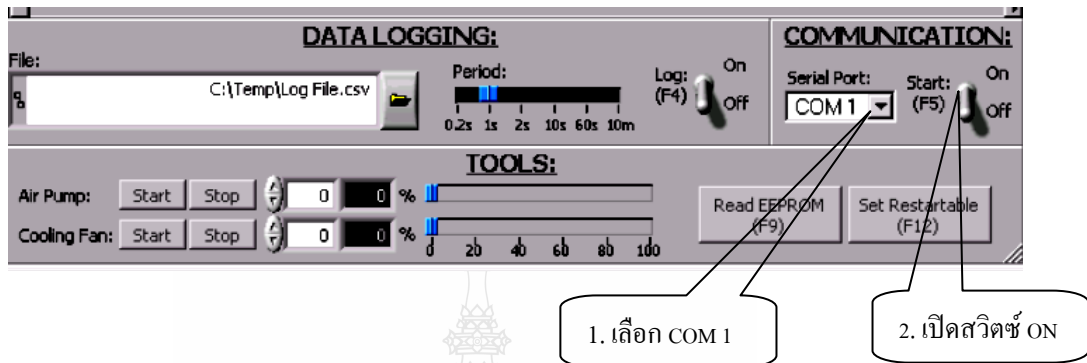 DATA LOGGING:
File:
C:\Temp\Log File.csv
Period:
0.2s 1s 2s 10s 60s 10m
Log:
(F4)
On
Off
COMMUNICATION:
Serial Port:
COM 1
Start:
(F5)
On
Off
TOOLS:
Air Pump: Start Stop 0 0 %
Cooling Fan: Start Stop 0 0 %
0 20 40 60 80 100
Read EEPROM
(F9)
Set Restartable
(F12)
1. เลือก COM 1
2. เปิดสวิตซ์ ON